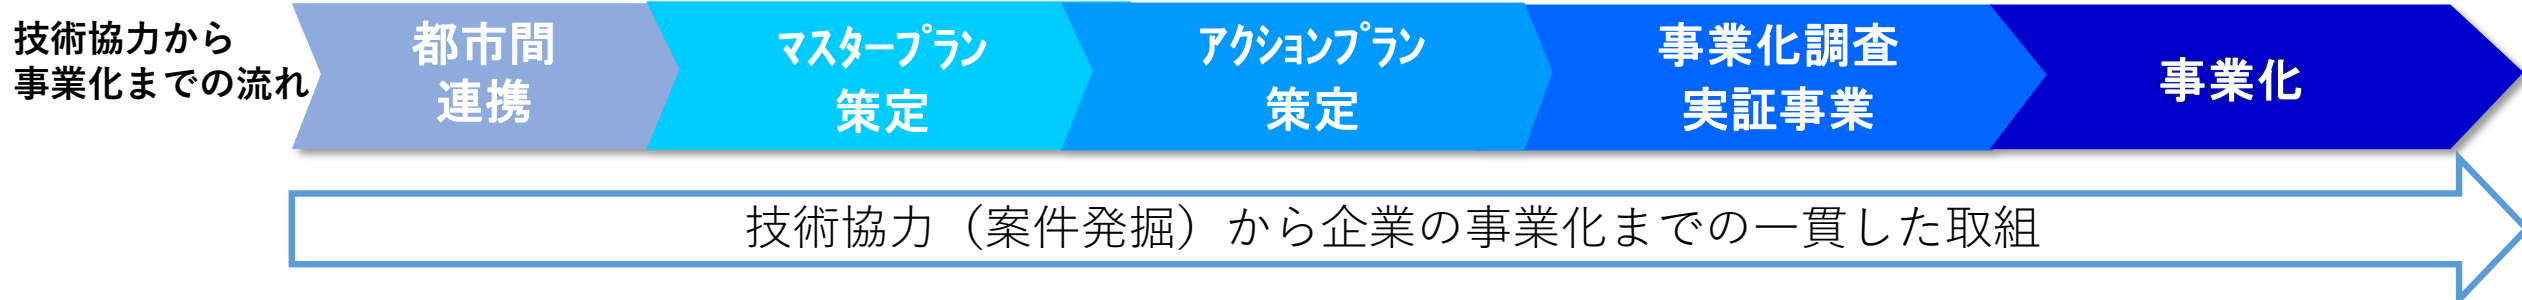 技術協力から
事業化までの流れ
都市間
連携
マスタープラン
策定
アクションプラン
策定
事業化調査
実証事業
事業化
技術協力（案件発掘）から企業の事業化までの一貫した取組